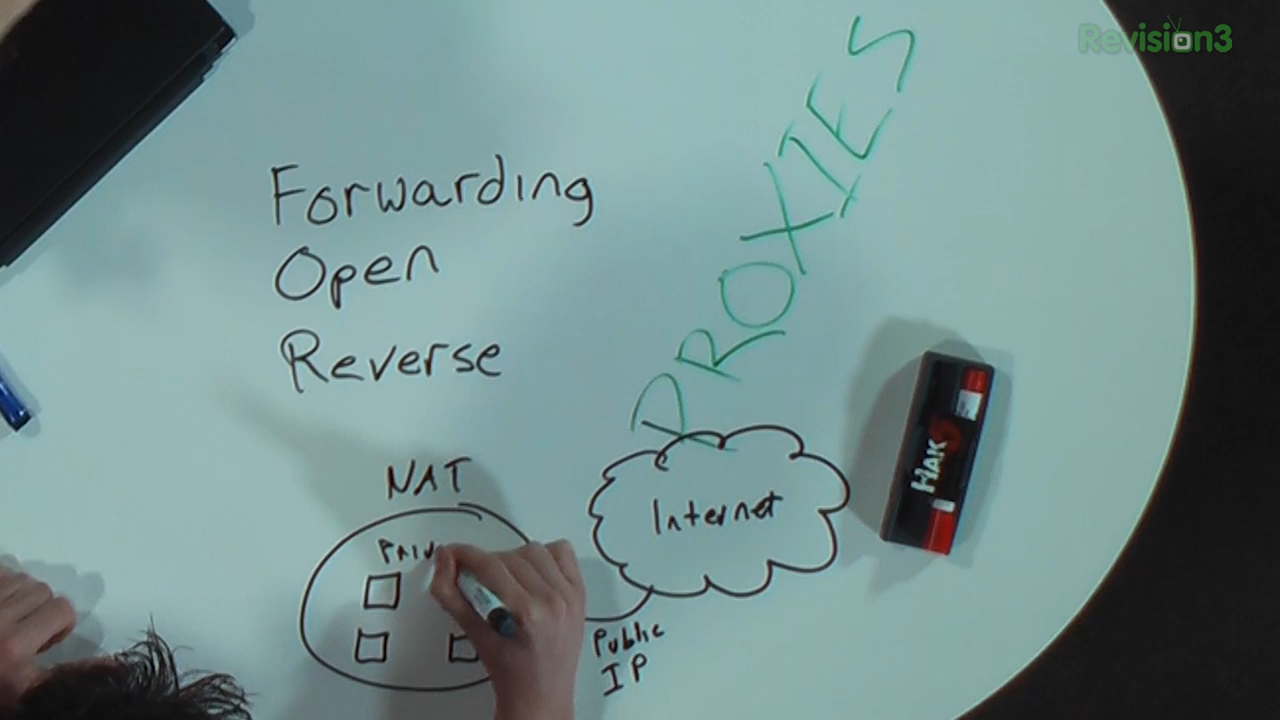 Revision3
PROXIES
Forwarding
Open
Reverse
NAT
Internet
HAK5
Public
IP